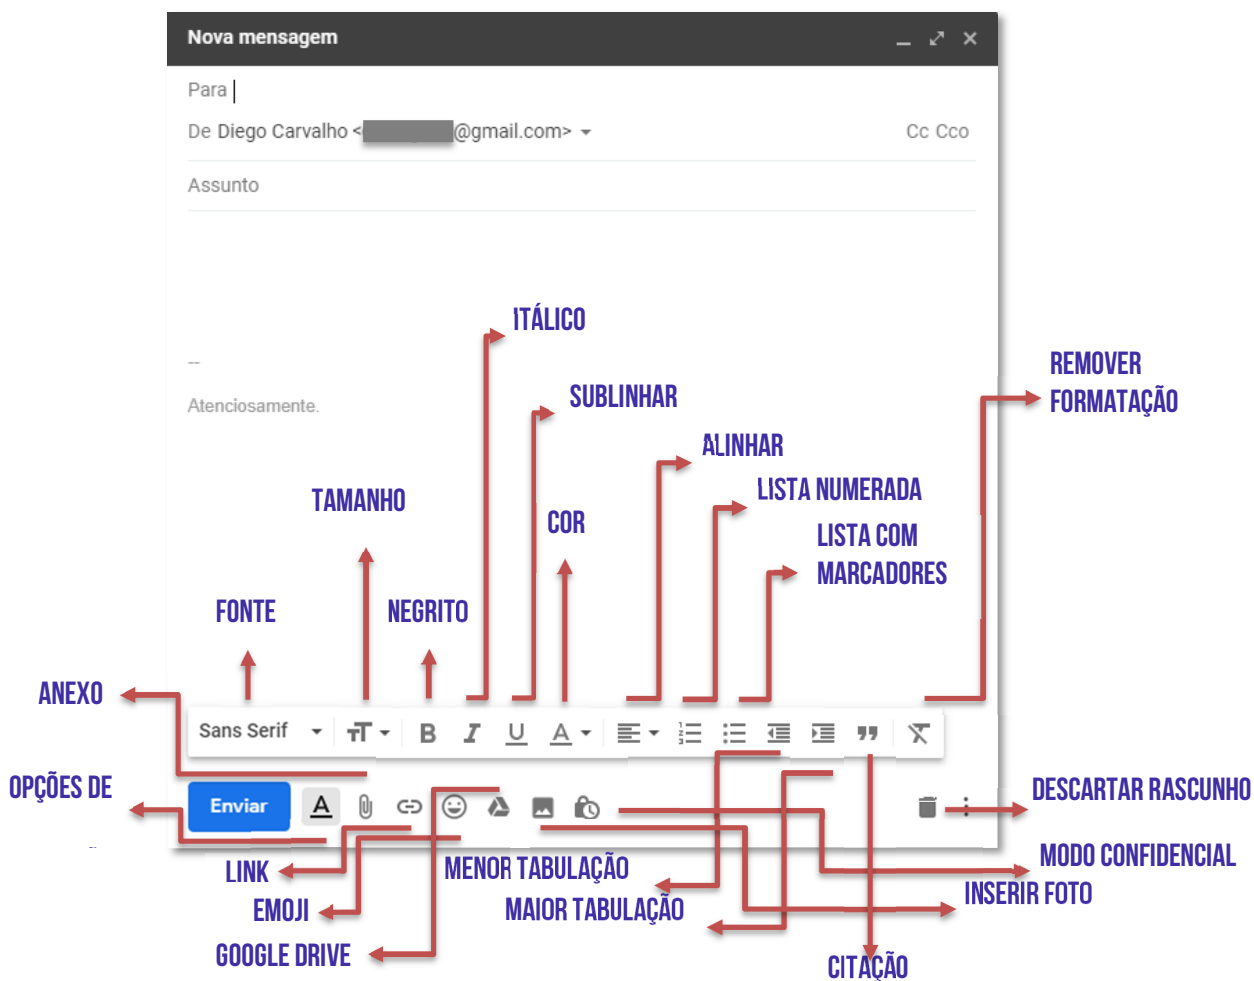 Nova mensagem
Para
De Diego Carvalho < @gmail.com>
Cc Cco
Assunto
ITÁLICO
--
REMOVER
FORMATAÇÃO
SUBLINHAR
Atenciosamente.
ALINHAR
TAMANHO
LISTA NUMERADA
COR
LISTA COM
MARCADORES
FONTE
NEGRITO
ANEXO
Sans Serif
OPÇÕES DE
Enviar
DESCARTAR RASCUNHO
LINK
MENOR TABULAÇÃO
MODO CONFIDENCIAL
EMOJI
MAIOR TABULAÇÃO
INSERIR FOTO
GOOGLE DRIVE
CITAÇÃO